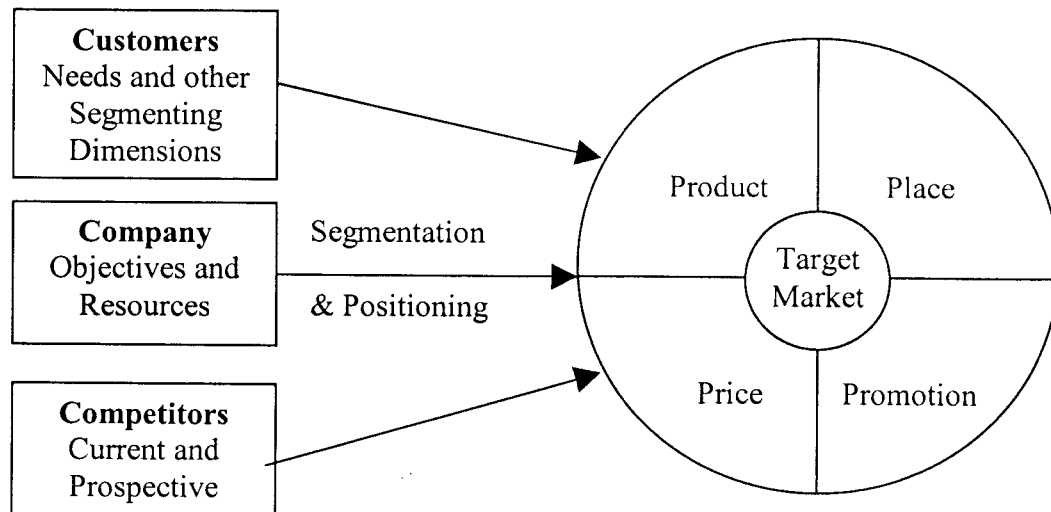 Customers
Needs and other
Segmenting
Dimensions
Company
Objectives and
Resources
Competitors
Current and
Prospective
Segmentation
& Positioning
Product
Place
Target
Market
Price
Promotion